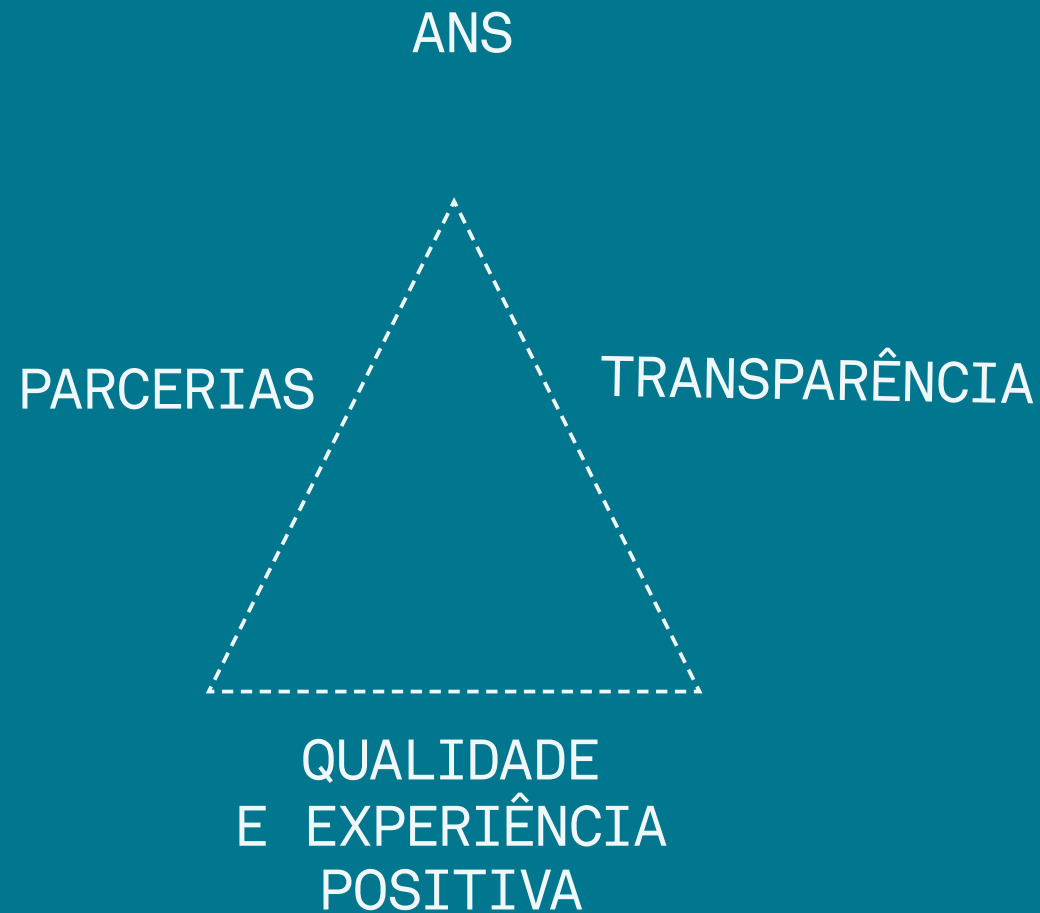 ANS
PARCERIAS
TRANSPARÊNCIA
QUALIDADE
E EXPERIÊNCIA
POSITIVA